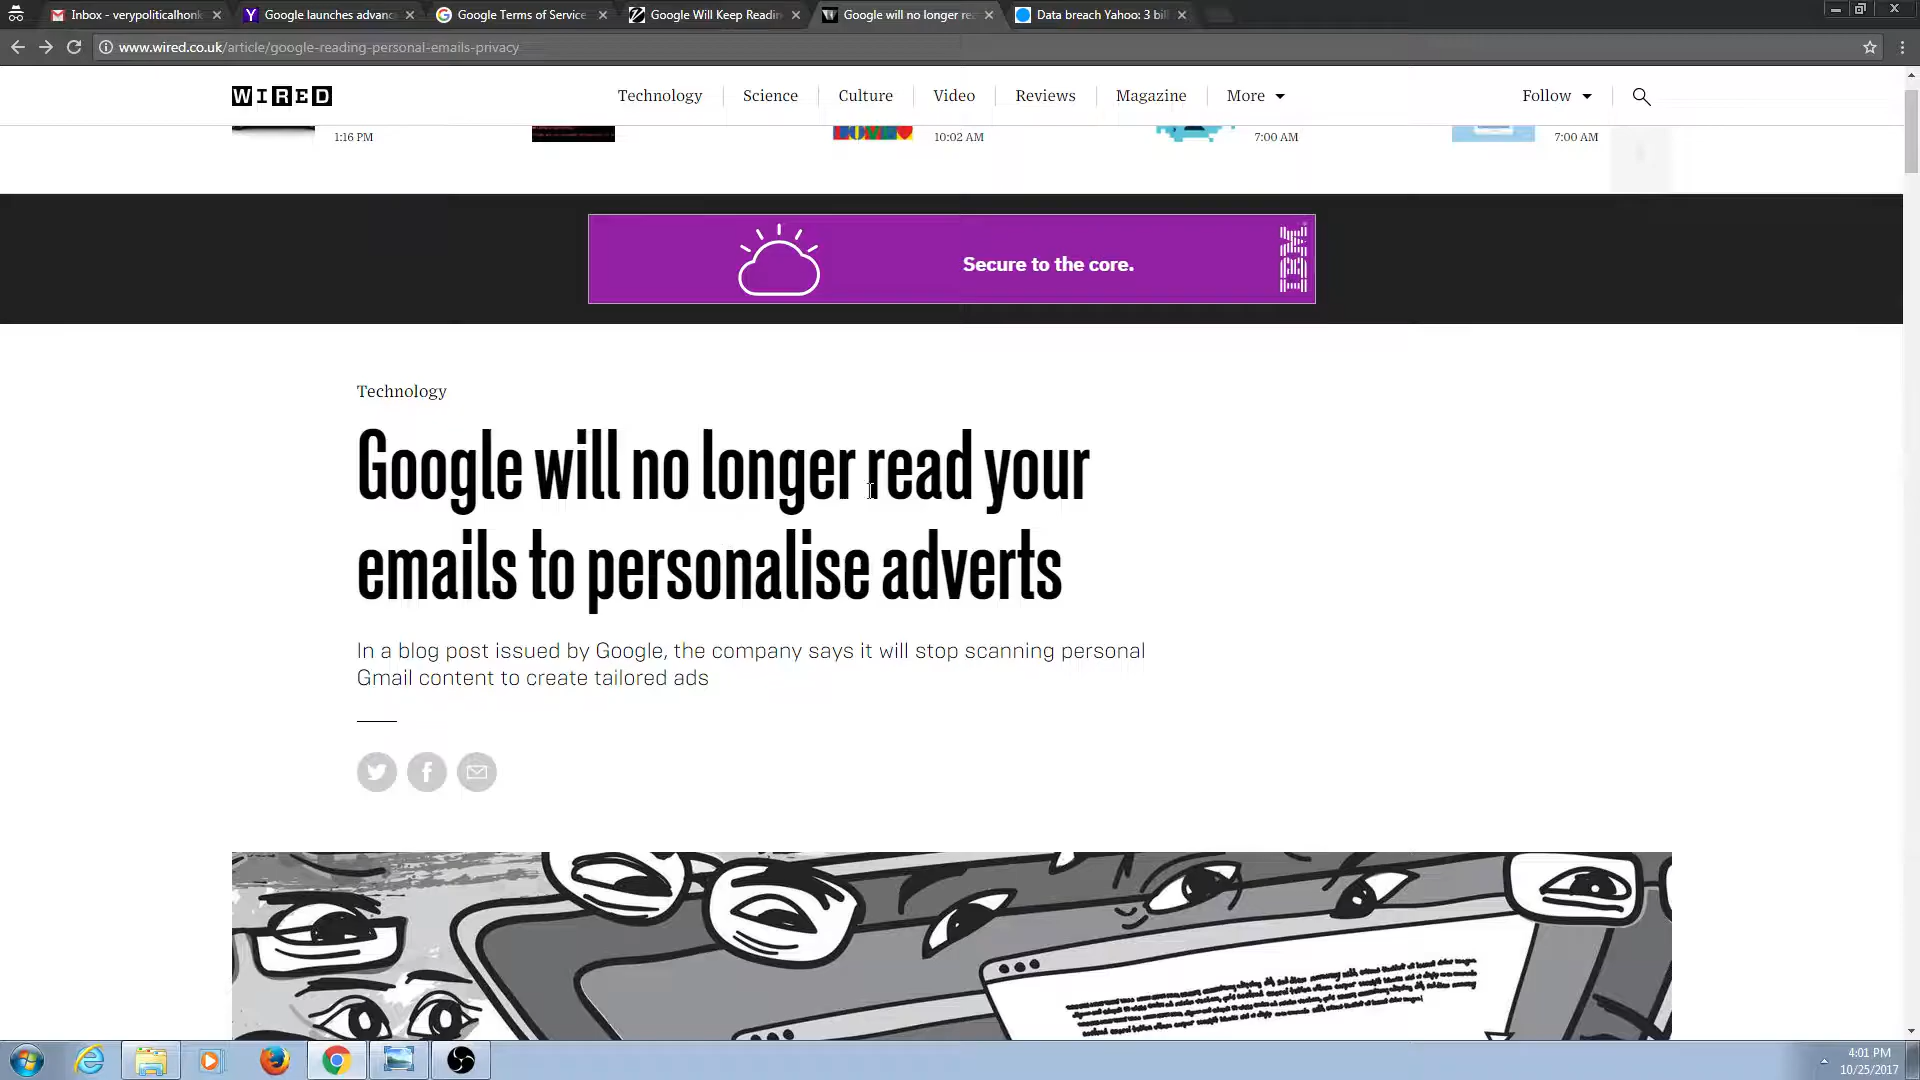 Inbox - verypoliticalhonk
Google launches advanc
Google Terms of Service
Google Will Keep Readin
Google will no longer re
Data breach Yahoo: 3 bil
www.wired.co.uk/article/google-reading-personal-emails-privacy
WIRED
Technology
Science
Culture
Video
Reviews
Magazine
More
Follow
1:16 PM
10:02 AM
7:00 AM
7:00 AM
Secure to the core.
IBM
Technology
Google will no longer read your
emails to personalise adverts
In a blog post issued by Google, the company says it will stop scanning personal
Gmail content to create tailored ads
4:01 PM
10/25/2017